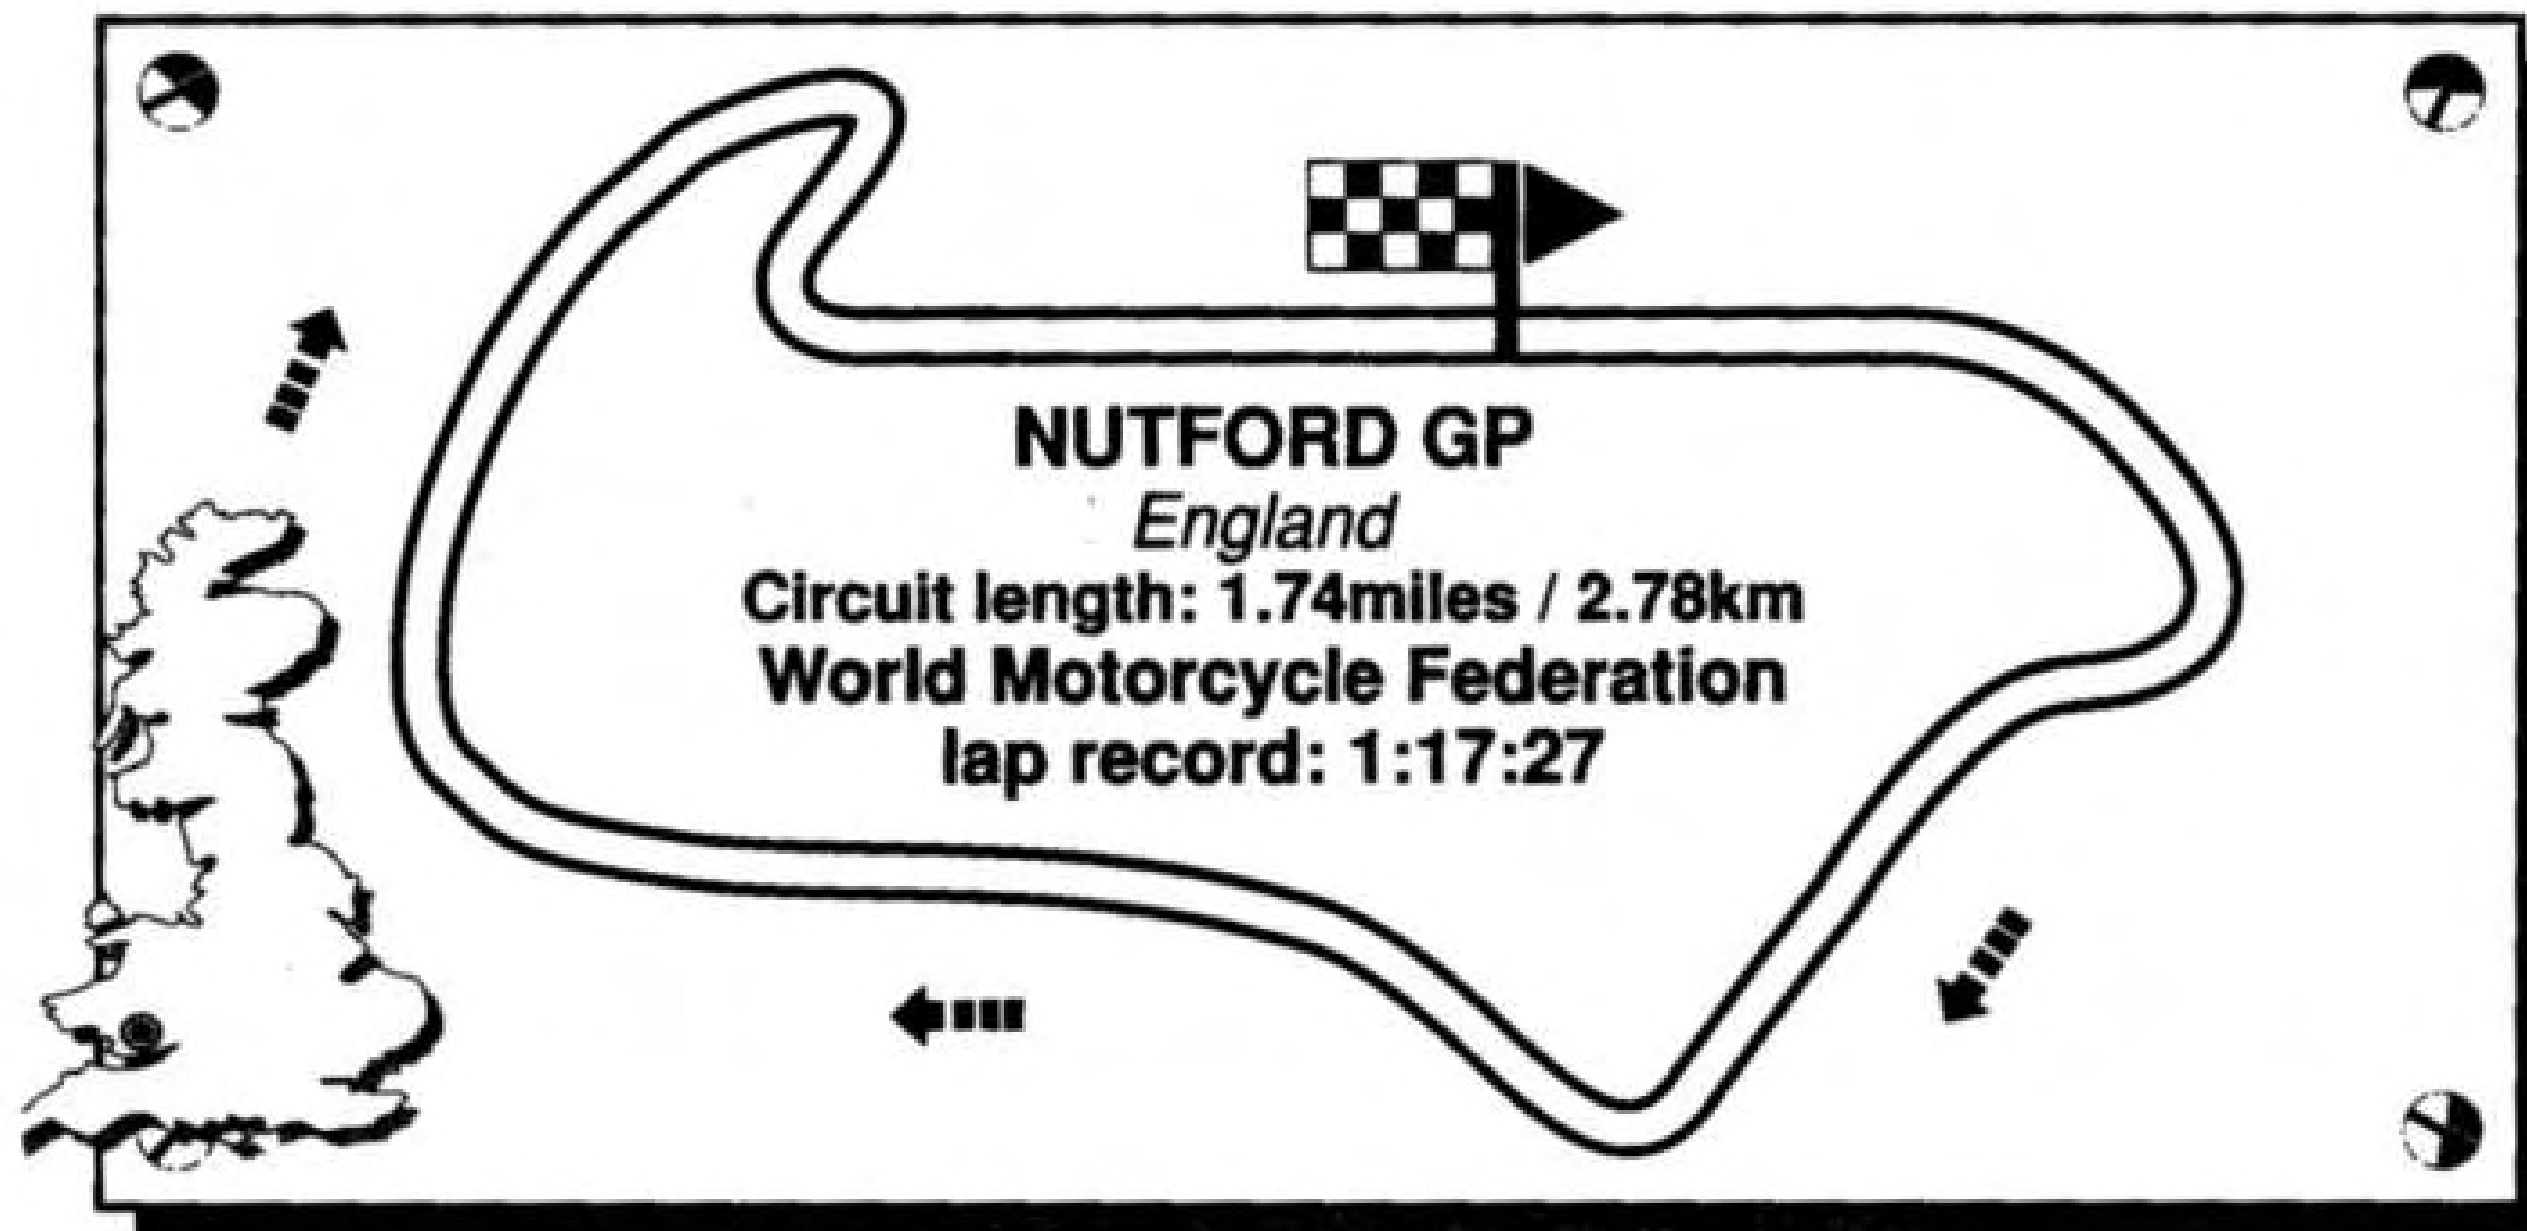 NUTFORD GP
England
Circuit length: 1.74miles / 2.78km
World Motorcycle Federation
lap record: 1:17:27